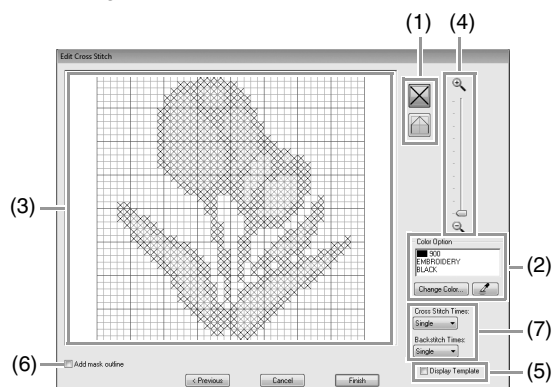 (1)
(4)
Edit Cross Stitch
(3)
Color Option
900
EMBROIDERY
BLACK
(2)
Change Color...
Cross Stitch Times:
Single
(7)
Backstitch Times:
Single
(6)
Add mask outline
Display Template
(5)
< Previous
Cancel
Finish